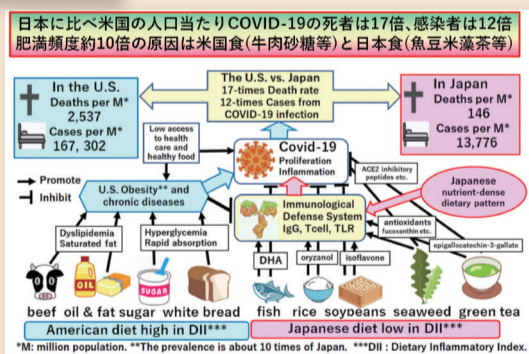 日本に比べ米国の人口当たりCOVID-19の死者は17倍、感染者は12倍
肥満頻度約10倍の原因は米国食(牛肉砂糖等)と日本食(魚豆米藻茶等)
In the U.S.
Deaths per M*
2,537
Cases per M*
167, 302
The U.S. vs. Japan
17-times Death rate
12-times Cases from
COVID-19 infection
In Japan
Deaths per M*
146
Cases per M*
13,776
Low access
to health
care and
healthy food
Covid-19
Proliferation
Inflammation
ACE2 inhibitory
peptides etc.
Promote
Inhibit
U.S. Obesity** and
chronic diseases
Immunological
Defense System
IgG, Tcell, TLR
Japanese
nutrient-dense
dietary pattern
antioxidants
fucoxanthin etc.
Dyslipidemia
Saturated fat
Hyperglycemia
Rapid absorption
epigallocatechin-3-gallate
DHA
oryzanol
isoflavone
OIL
SUGAR
beef oil & fat sugar white bread
fish rice soybeans seaweed green tea
American diet high in DII***
Japanese diet low in DII***
*M: million population. **The prevalence is about 10 times of Japan. ***DII : Dietary Inflammatory Index.